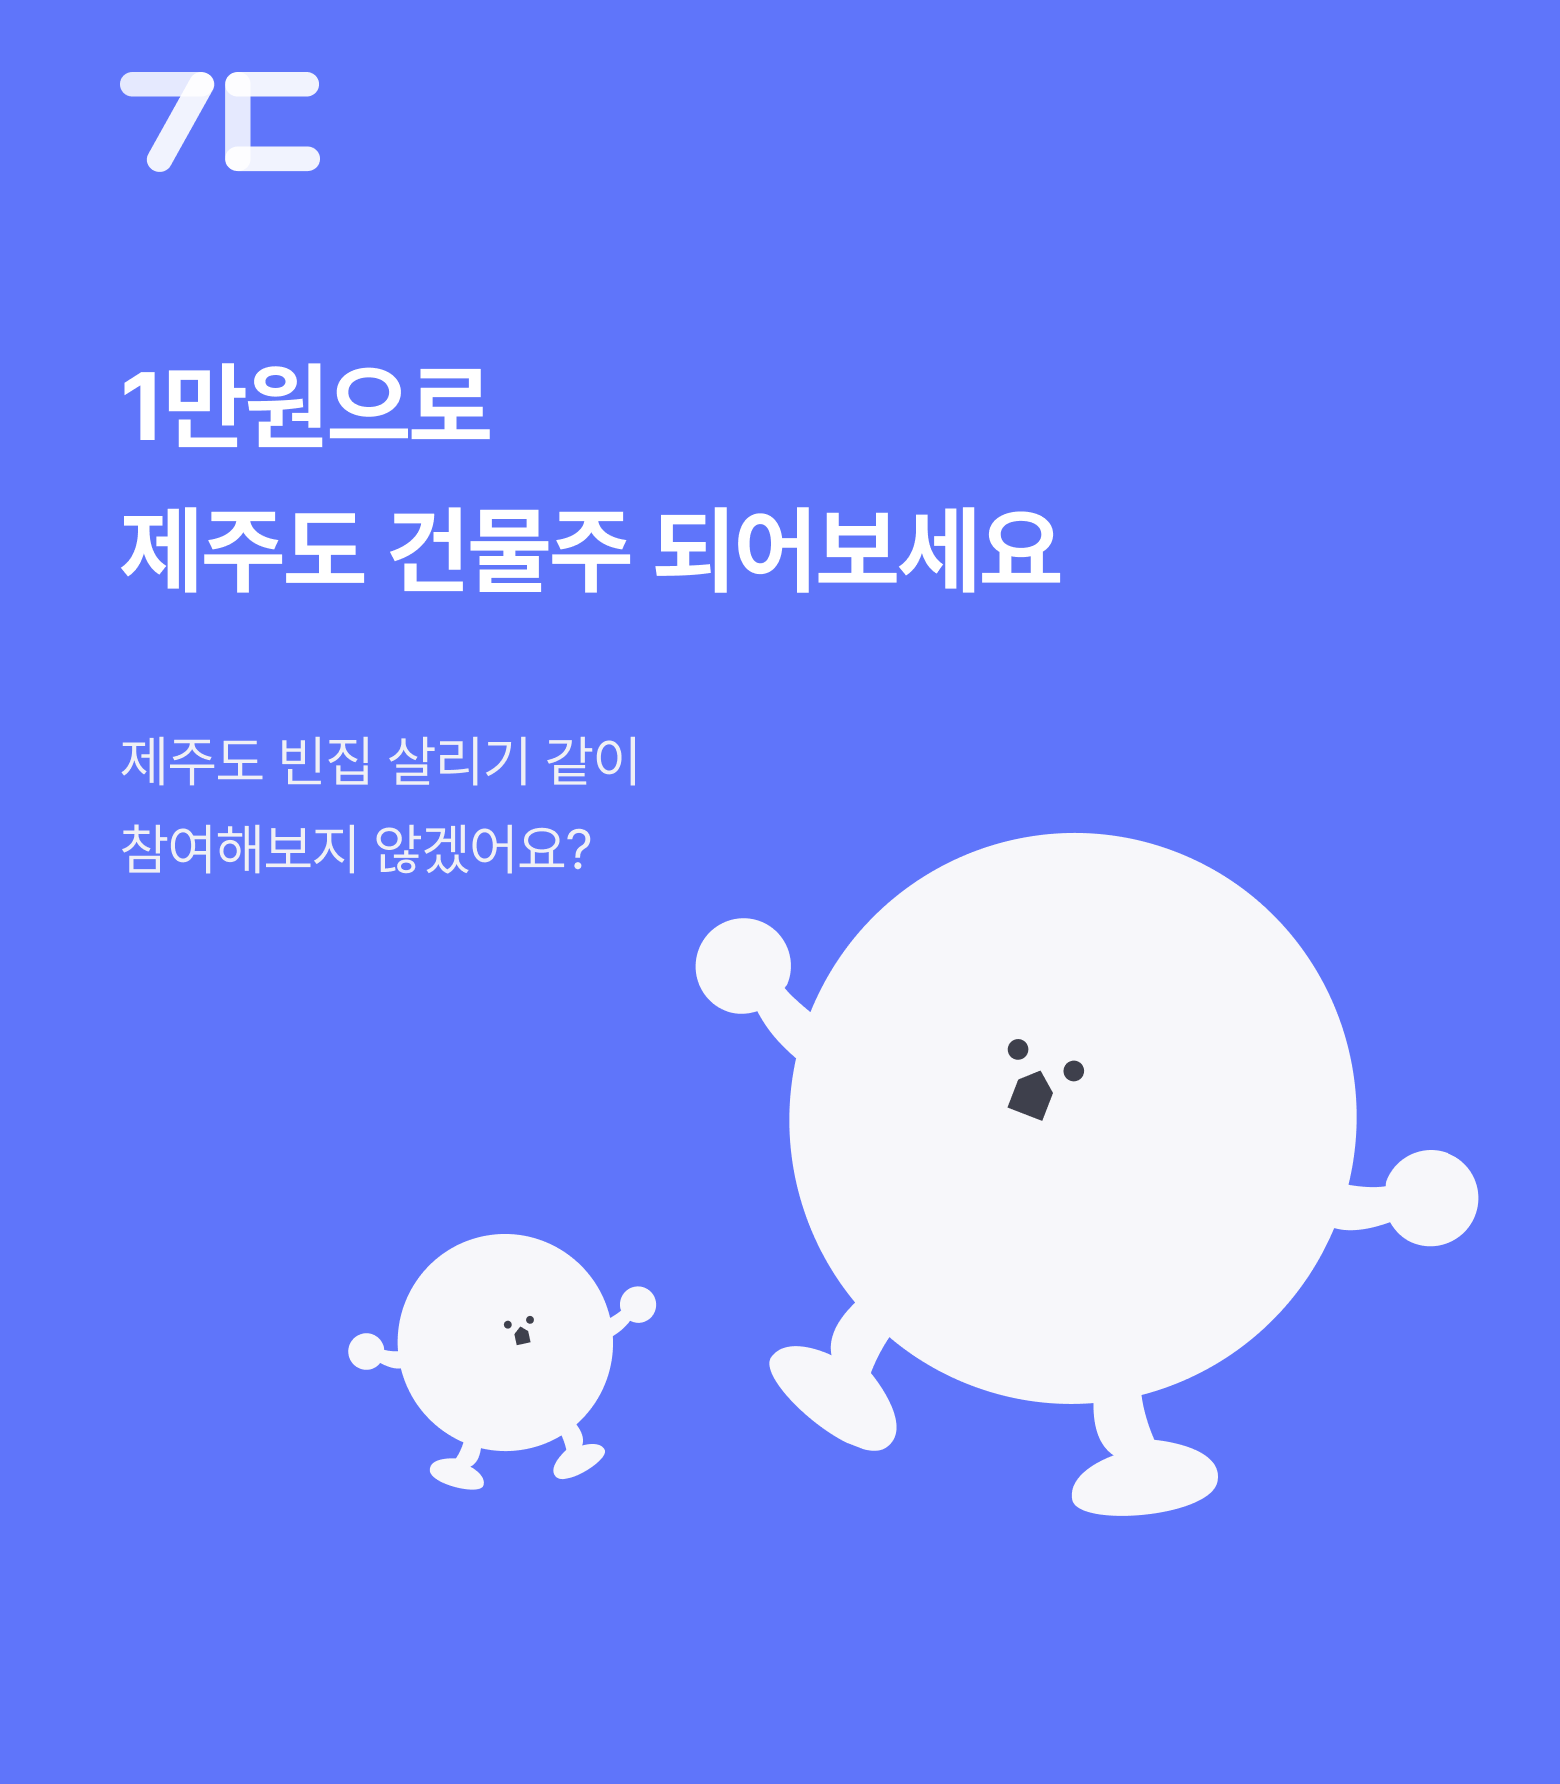 7C
1만원으로
제주도 건물주 되어보세요
제주도 빈집 살리기 같이
참여해보지 않겠어요?